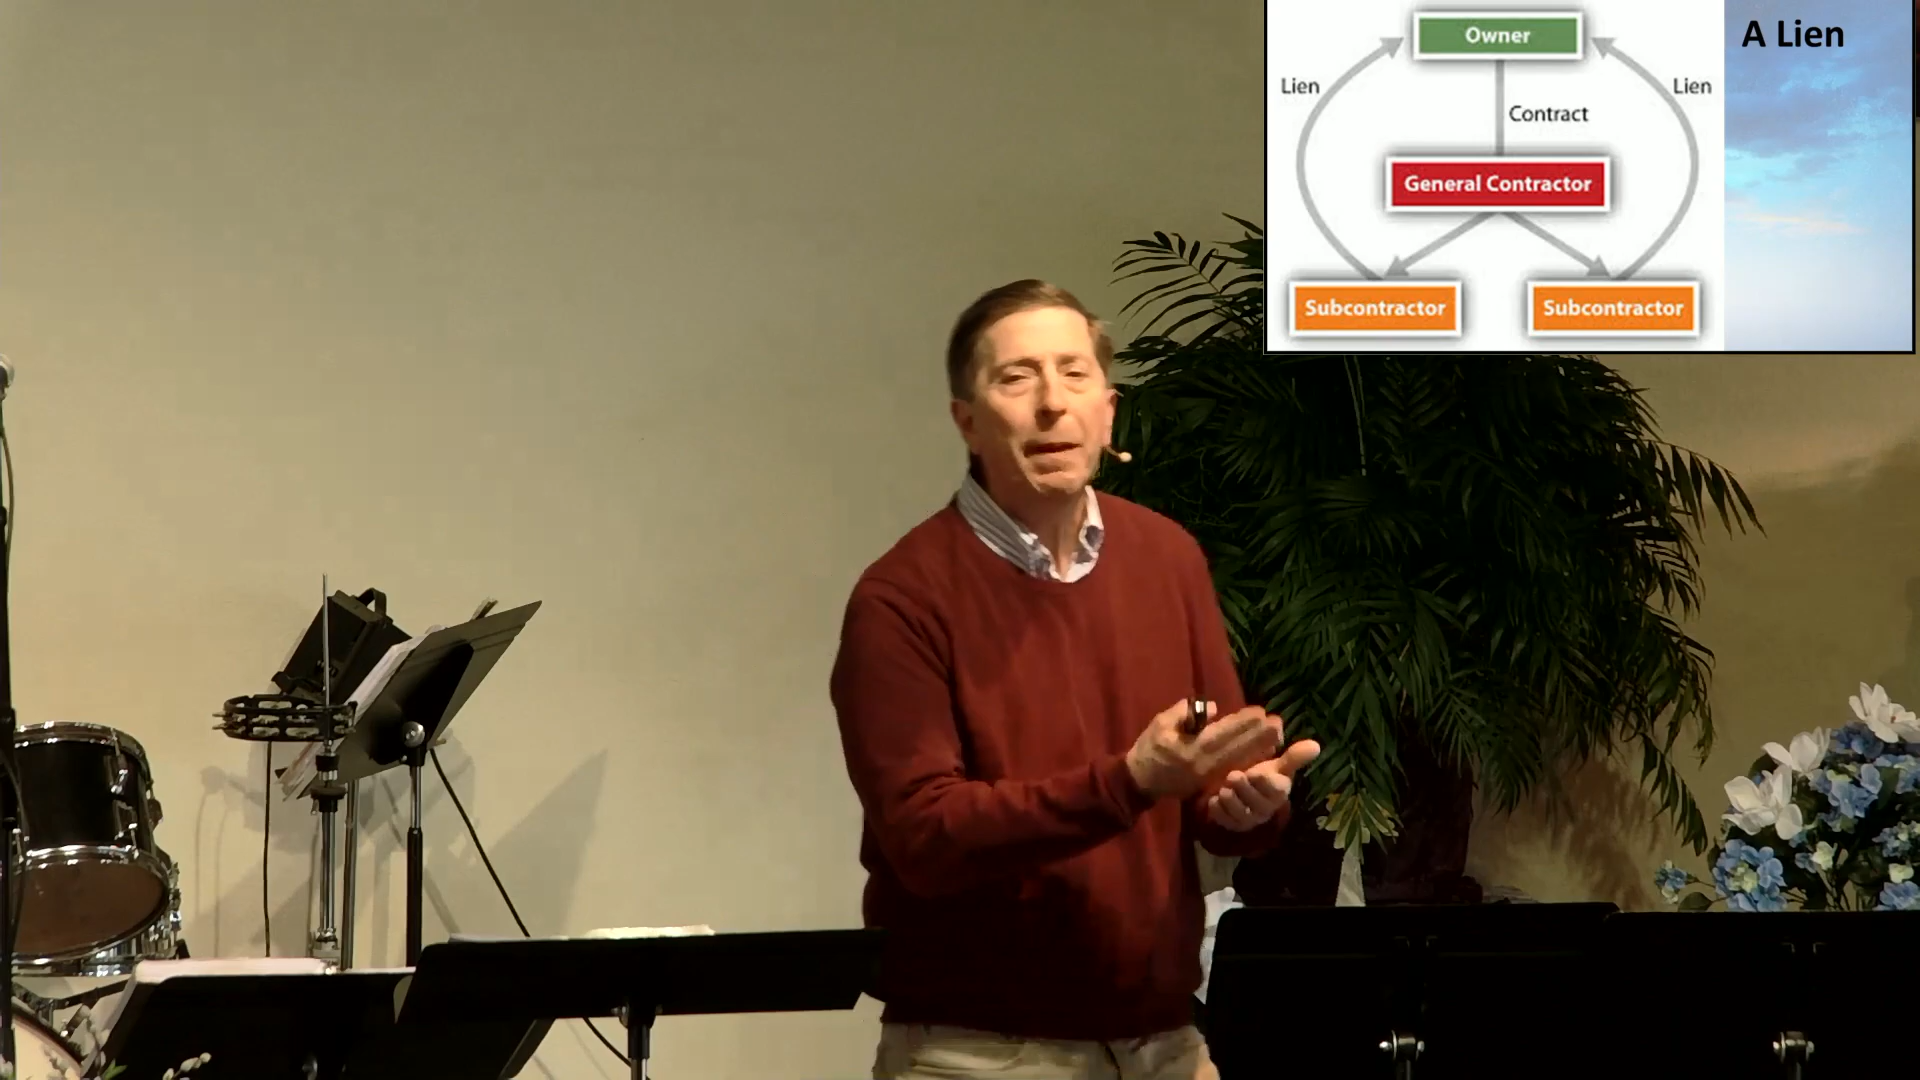 Owner
A Lien
Lien
Lien
Contract
General Contractor
Subcontractor
Subcontractor